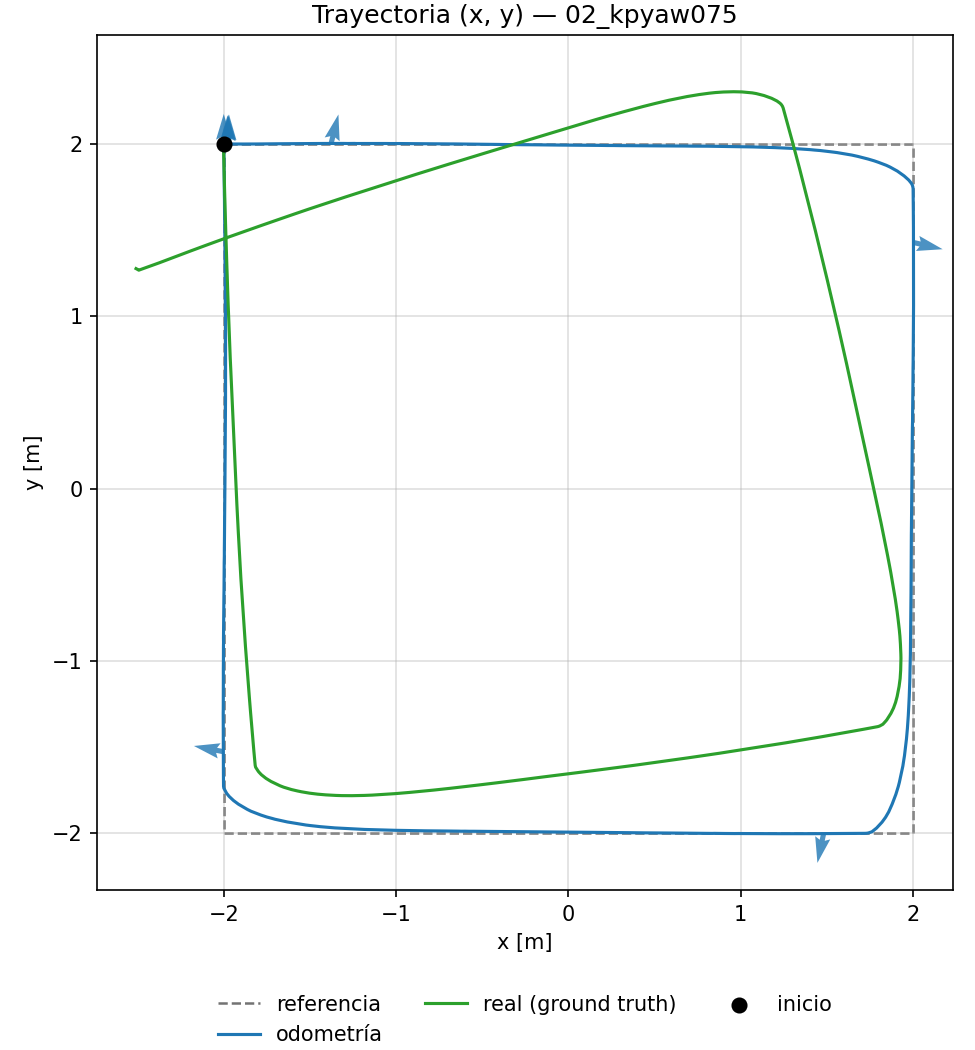 Trayectoria (x, y) — 02_kpyaw075
2
1
0
−1
−2
y [m]
−2 −1 0 1 2
x [m]
referencia real (ground truth) inicio
odometría